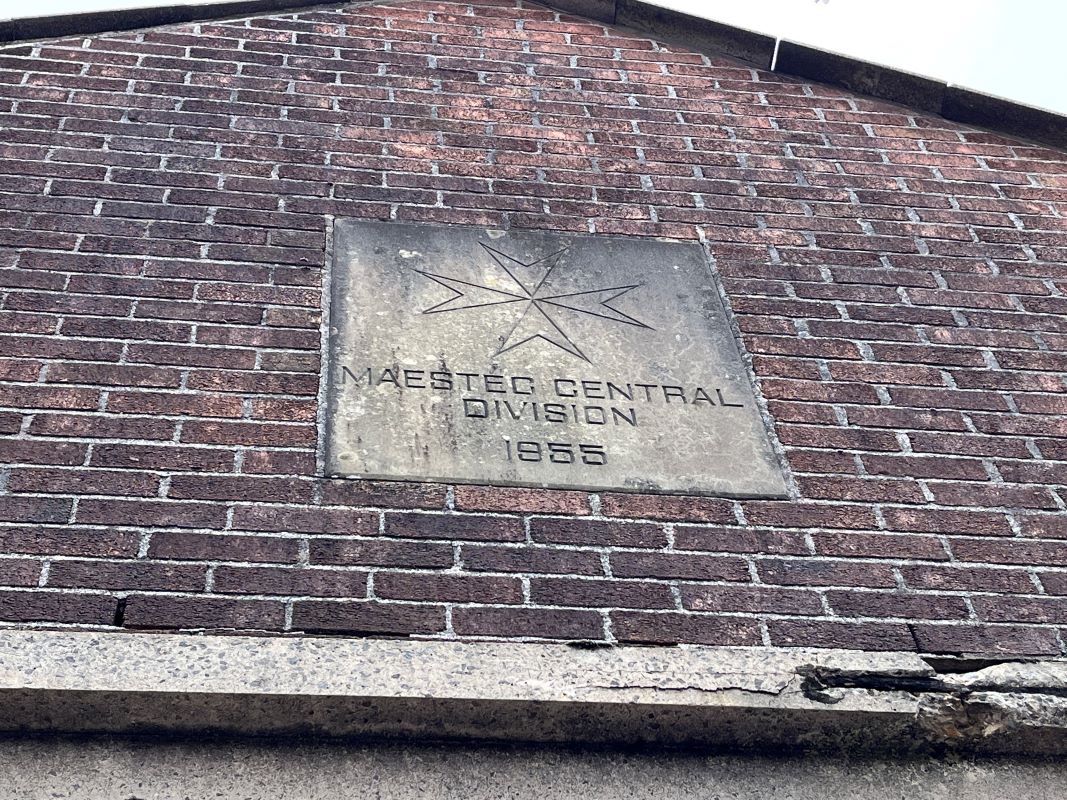 MAESTEG CENTRAL
DIVISION
1955